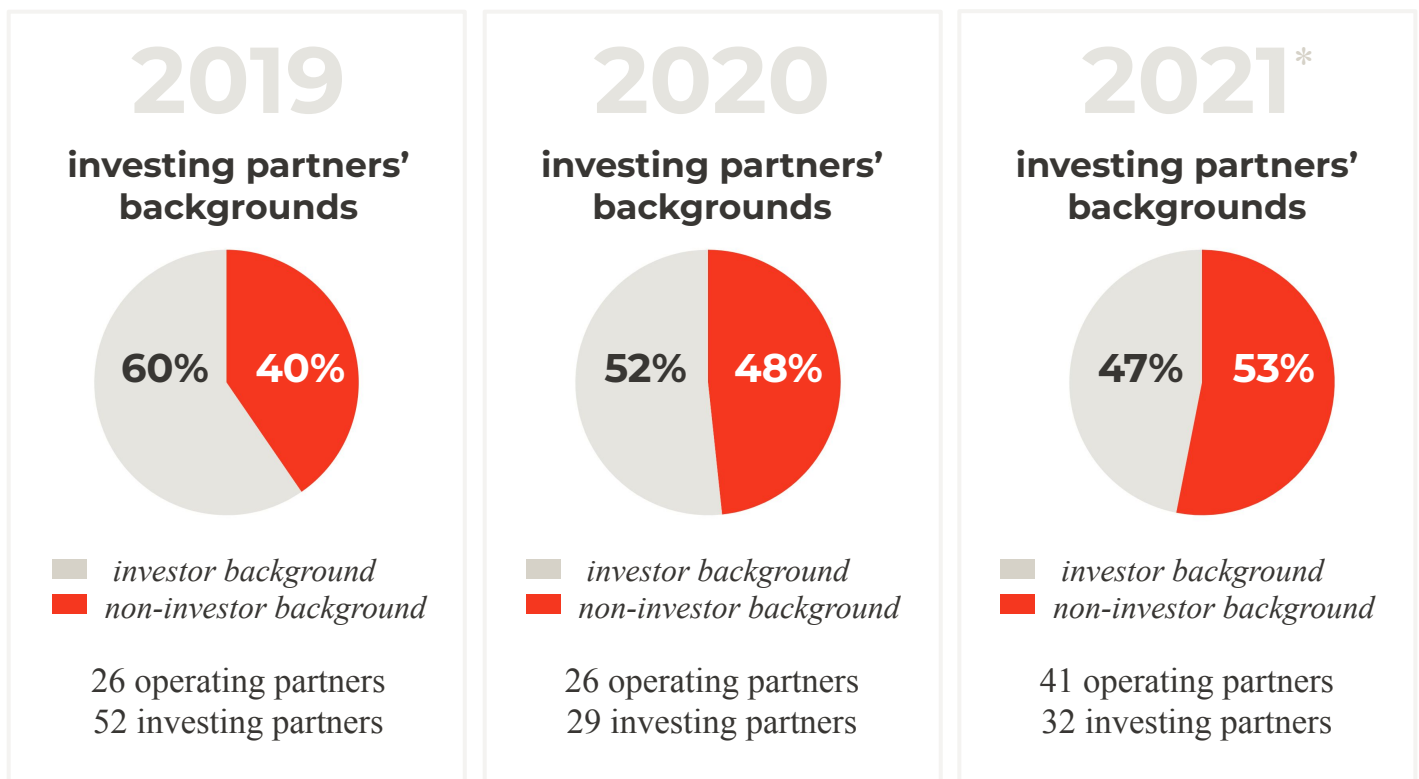 2019
investing partners’
backgrounds
60%
40%
investor background
non-investor background
26 operating partners
52 investing partners
2020
investing partners’
backgrounds
52%
48%
investor background
non-investor background
26 operating partners
29 investing partners
2021*
investing partners’
backgrounds
47%
53%
investor background
non-investor background
41 operating partners
32 investing partners